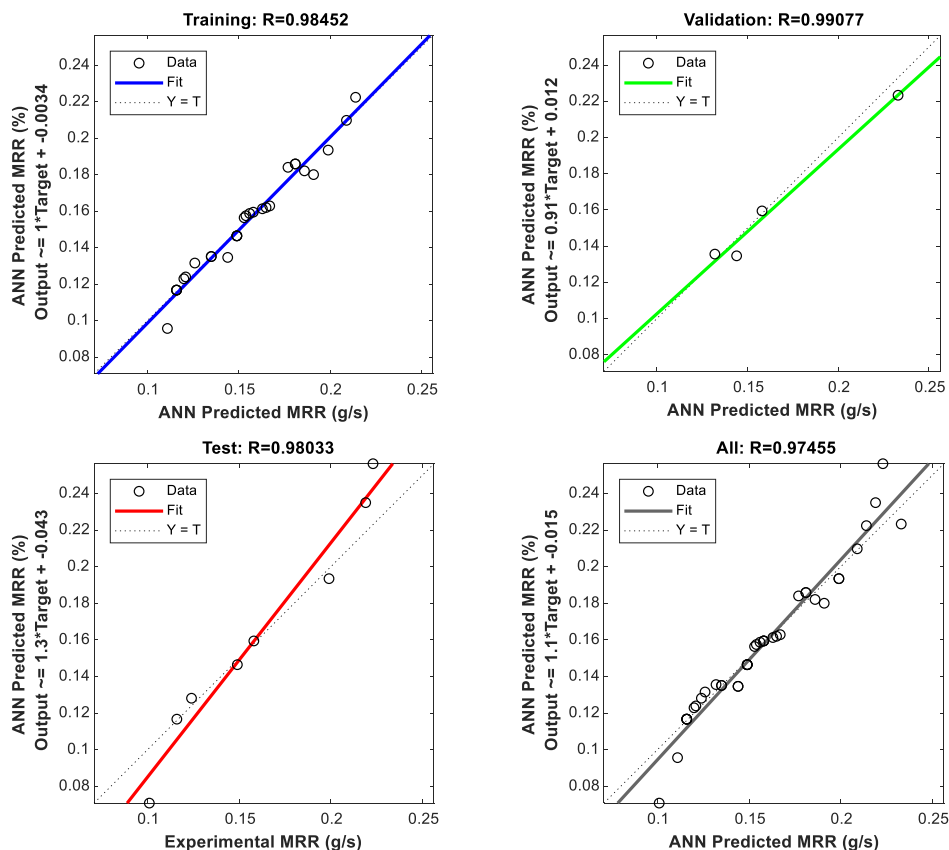 Training: R=0.98452
ANN Predicted MRR (%)
Output ~= 1*Target + -0.0034
0.24
0.22
0.2
0.18
0.16
0.14
0.12
0.1
0.08
Data
Fit
Y = T
0.1
0.15
0.2
0.25
ANN Predicted MRR (g/s)
Validation: R=0.99077
ANN Predicted MRR (%)
Output ~= 0.91*Target + 0.012
0.24
0.22
0.2
0.18
0.16
0.14
0.12
0.1
0.08
Data
Fit
Y = T
0.1
0.15
0.2
0.25
ANN Predicted MRR (g/s)
Test: R=0.98033
ANN Predicted MRR (%)
Output ~= 1.3*Target + -0.043
0.24
0.22
0.2
0.18
0.16
0.14
0.12
0.1
0.08
Data
Fit
Y = T
0.1
0.15
0.2
0.25
Experimental MRR (g/s)
All: R=0.97455
ANN Predicted MRR (%)
Output ~= 1.1*Target + -0.015
0.24
0.22
0.2
0.18
0.16
0.14
0.12
0.1
0.08
Data
Fit
Y = T
0.1
0.15
0.2
0.25
ANN Predicted MRR (g/s)